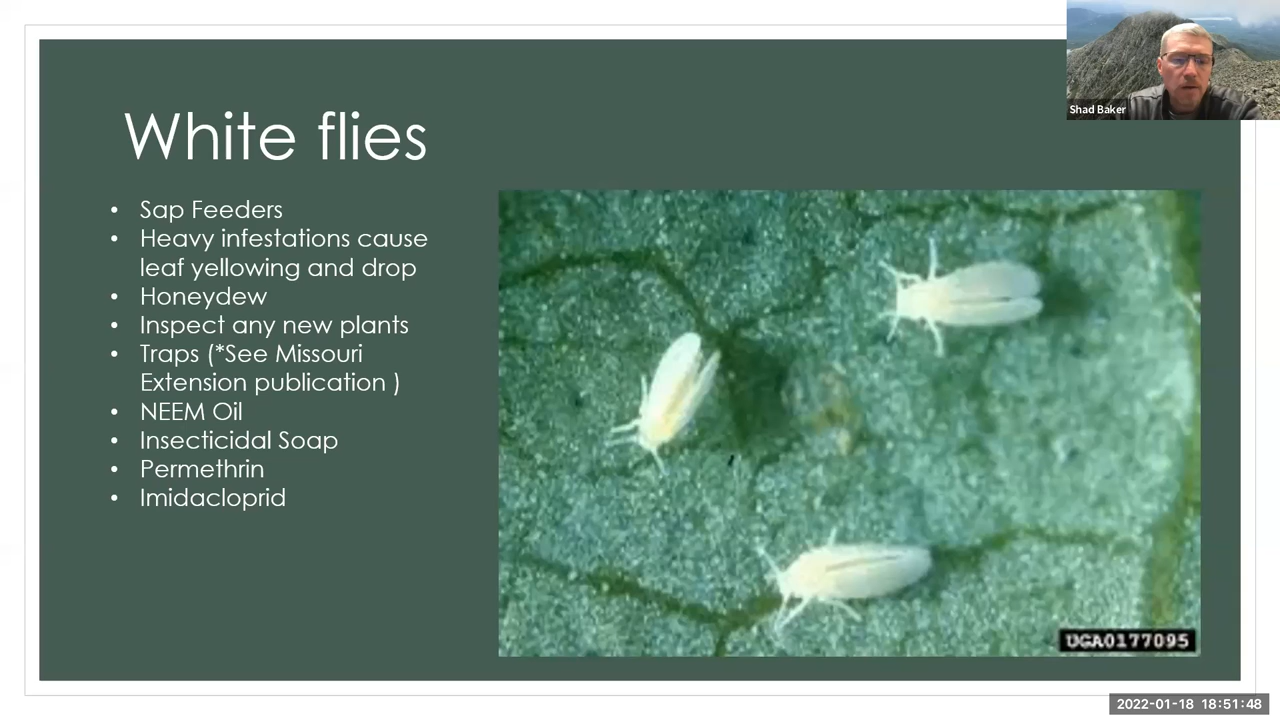 Shad Baker
White flies
• Sap Feeders
• Heavy infestations cause
leaf yellowing and drop
• Honeydew
• Inspect any new plants
• Traps (*See Missouri
Extension publication )
• NEEM Oil
• Insecticidal Soap
• Permethrin
• Imidacloprid
UGA0177095
2022-01-18 18:51:48